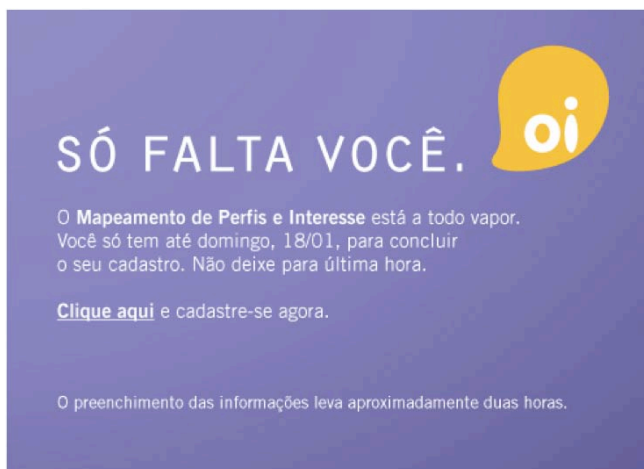 oi
SÓ FALTA VOCÊ.
O Mapeamento de Perfis e Interesse está a todo vapor.
Você só tem até domingo, 18/01, para concluir
o seu cadastro. Não deixe para última hora.
Clique aqui e cadastre-se agora.
O preenchimento das informações leva aproximadamente duas horas.